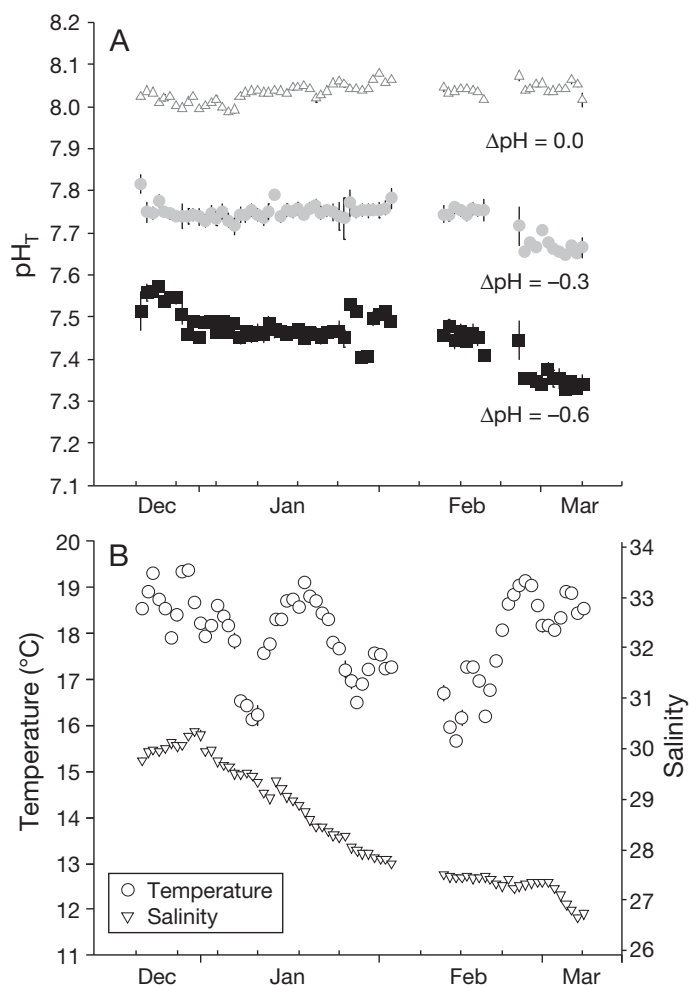 A
8.2
8.1
8.0
7.9
7.8
7.7
7.6
7.5
7.4
7.3
7.2
7.1
pH_T
ΔpH = 0.0
ΔpH = –0.3
ΔpH = –0.6
Dec Jan Feb Mar
B
20
19
18
17
16
15
14
13
12
11
Temperature (°C)
34
33
32
31
30
29
28
27
26
Salinity
Temperature
Salinity
Dec Jan Feb Mar